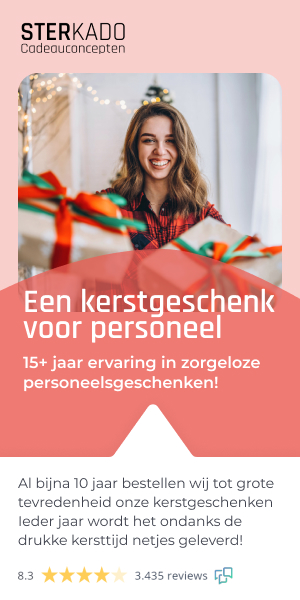 STERKADO
Cadeauconcepten
Een kerstgeschenk
voor personeel
15+ jaar ervaring in zorgeloze
personeelsgeschenken!
Al bijna 10 jaar bestellen wij tot grote
tevredenheid onze kerstgeschenken
Ieder jaar wordt het ondanks de
drukke kersttijd netjes geleverd!
8.3 3.435 reviews